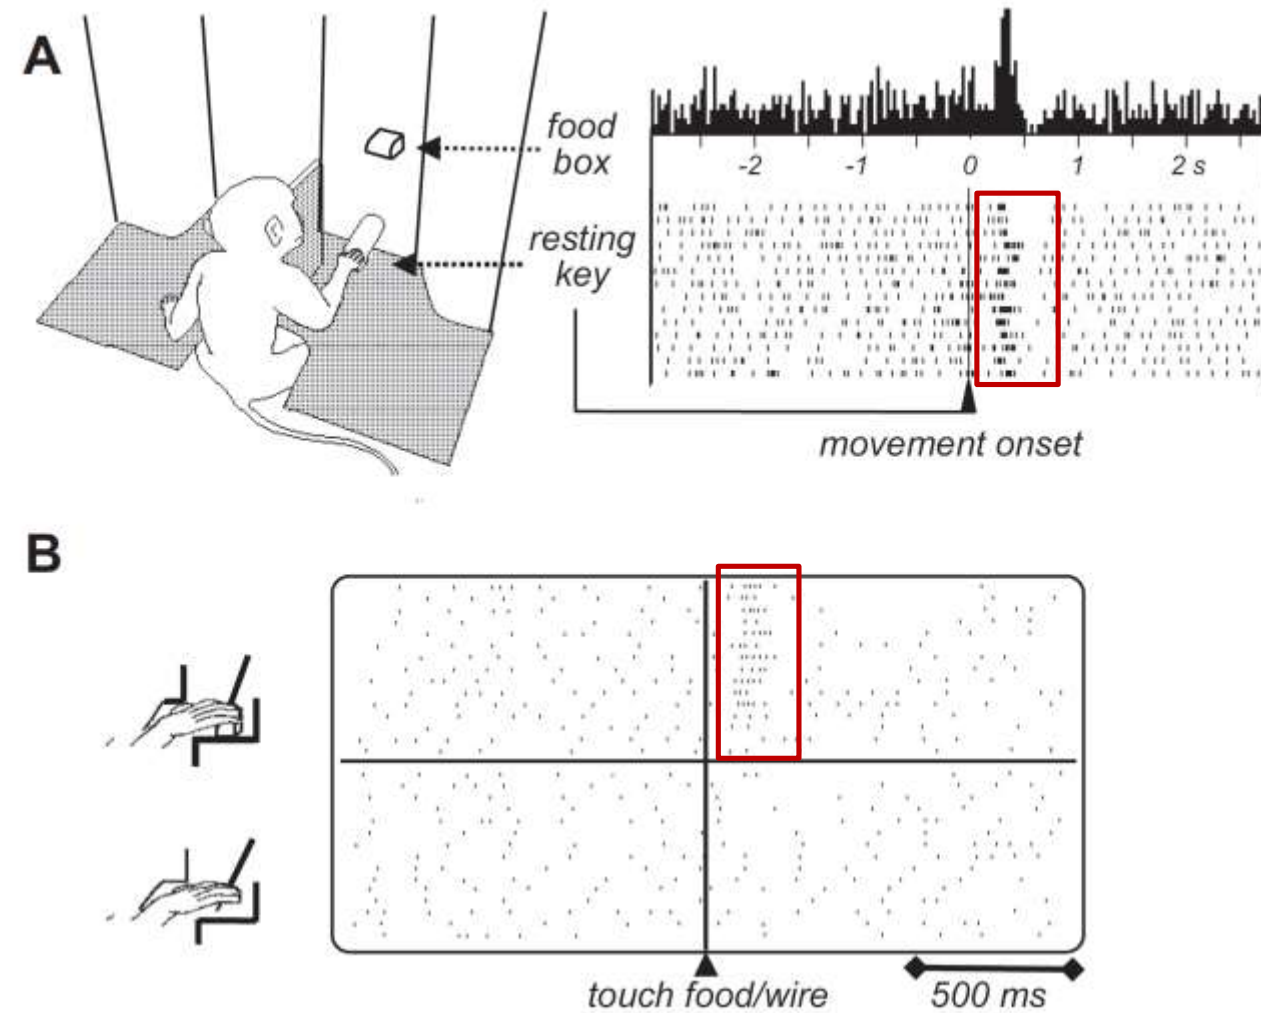 A
food
box
-2 -1 0 1 2 s
resting
key
movement onset
B
touch food/wire
500 ms